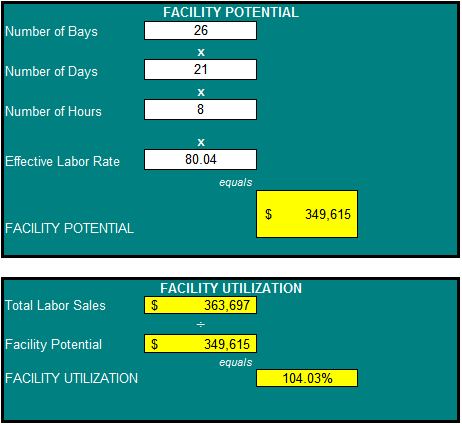 FACILITY POTENTIAL
Number of Bays 26
x
Number of Days 21
x
Number of Hours 8
x
Effective Labor Rate 80.04
equals
$ 349,615
FACILITY POTENTIAL
FACILITY UTILIZATION
Total Labor Sales $ 363,697
÷
Facility Potential $ 349,615
equals
FACILITY UTILIZATION 104.03%